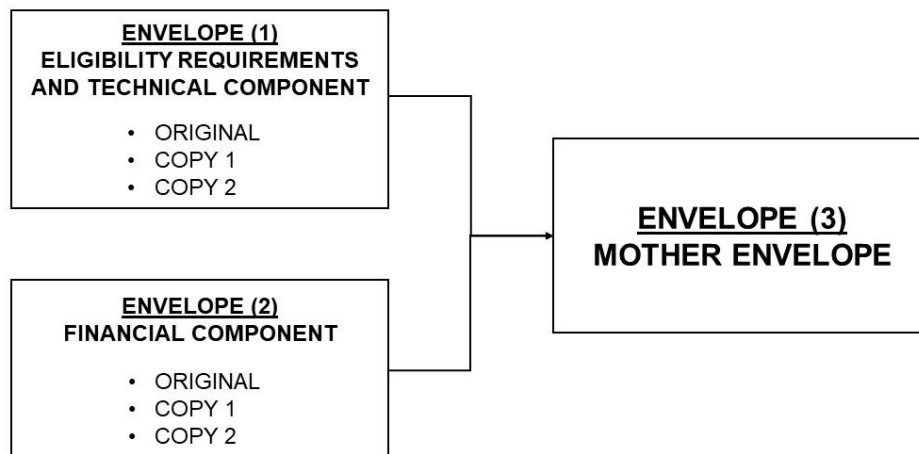 ENVELOPE (1)
ELIGIBILITY REQUIREMENTS
AND TECHNICAL COMPONENT
• ORIGINAL
• COPY 1
• COPY 2
ENVELOPE (2)
FINANCIAL COMPONENT
• ORIGINAL
• COPY 1
• COPY 2
ENVELOPE (3)
MOTHER ENVELOPE